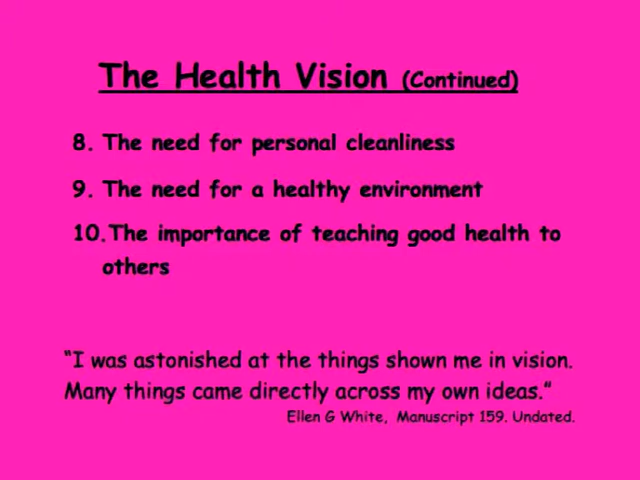 The Health Vision (Continued)
8. The need for personal cleanliness
9. The need for a healthy environment
10.The importance of teaching good health to
others
“I was astonished at the things shown me in vision.
Many things came directly across my own ideas.”
Ellen G White, Manuscript 159. Undated.